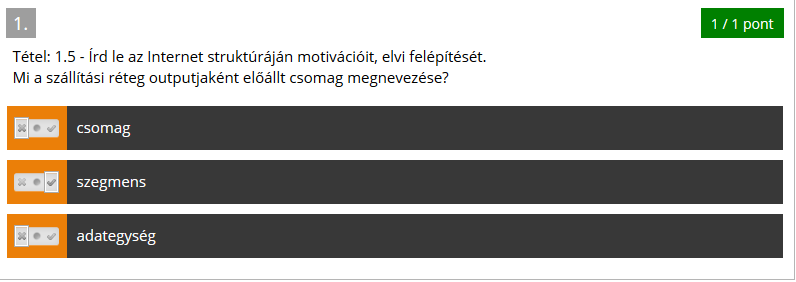 1.
1 / 1 pont
Tétel: 1.5 - Írd le az Internet struktúráján motivációit, elvi felépítését.
Mi a szállítási réteg outputjaként előállt csomag megnevezése?
csomag
szegmens
adategység